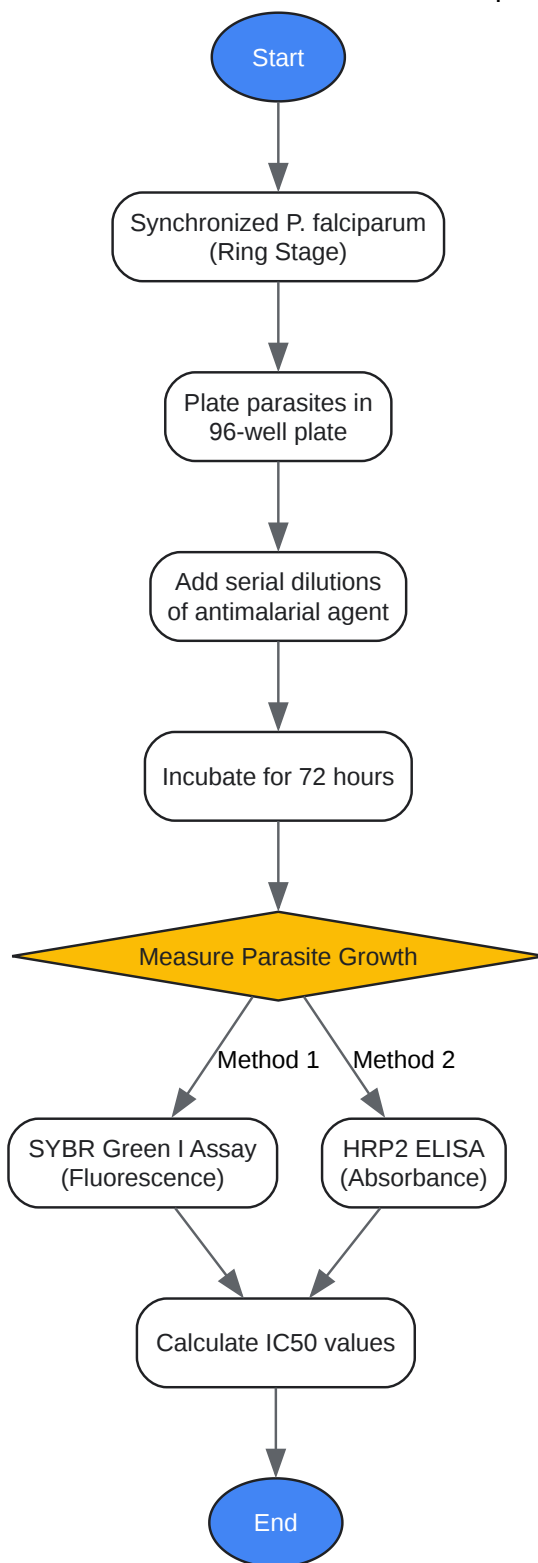 Start
Synchronized P. falciparum
(Ring Stage)
Plate parasites in
96-well plate
Add serial dilutions
of antimalarial agent
Incubate for 72 hours
Measure Parasite Growth
Method 1
Method 2
SYBR Green I Assay
(Fluorescence)
HRP2 ELISA
(Absorbance)
Calculate IC50 values
End